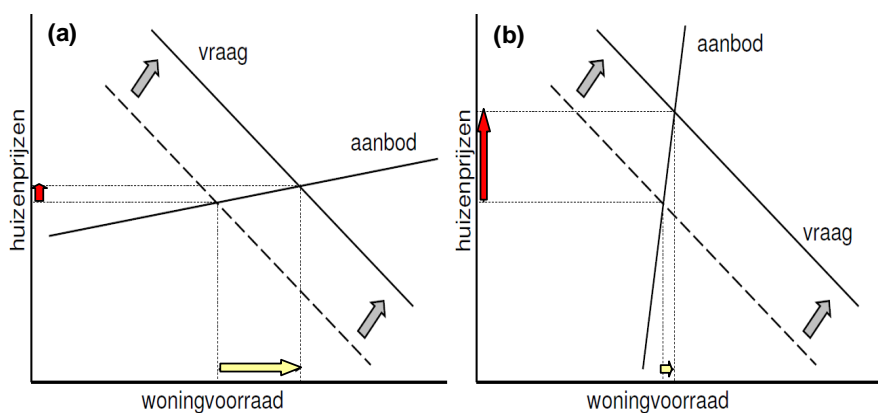 (a)
vraag
aanbod
huizenprijzen
woningvoorraad
(b)
aanbod
vraag
huizenprijzen
woningvoorraad